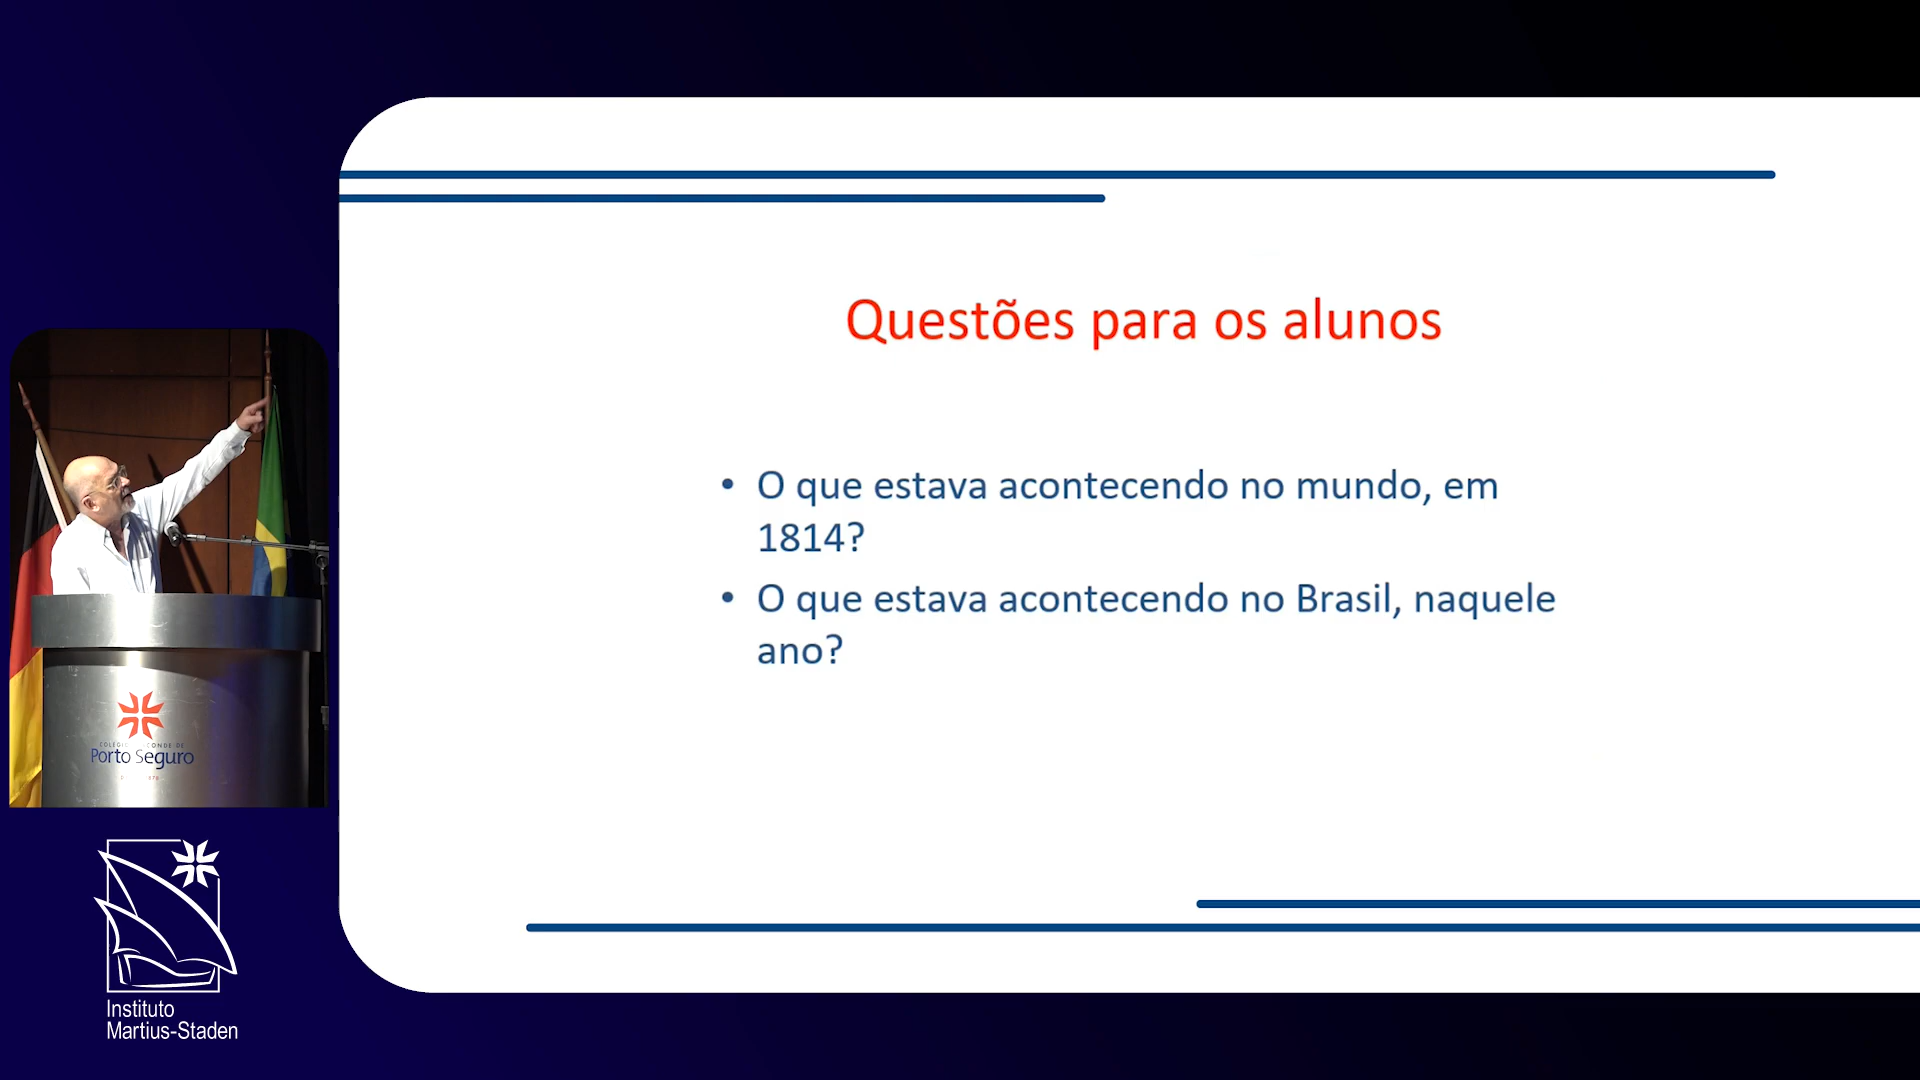 Questões para os alunos
• O que estava acontecendo no mundo, em
1814?
• O que estava acontecendo no Brasil, naquele
ano?
Porto Seguro
Instituto
Martius-Staden